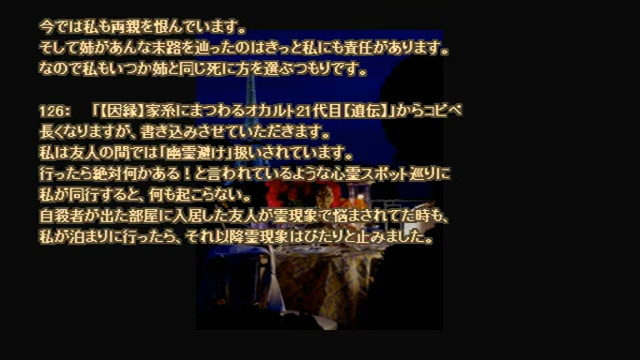 今では私も両親を恨んでいます。
そして姉があんな末路を辿ったのはきっと私にも責任があります。
なので私もいつか姉と同じ死に方を選ぶつもりです。
126:　「【因縁】家系にまつわるオカルト21代目【遺伝】」からコピペ
長くなりますが、書き込みさせていただきます。
私は友人の間では「幽霊避け」扱いされています。
行ったら絶対何かある！と言われているような心霊スポット巡りに
私が同行すると、何も起こらない。
自殺者が出た部屋に入居した友人が霊現象で悩まされてた時も、
私が泊まりに行ったら、それ以降霊現象はぴたりと止みました。